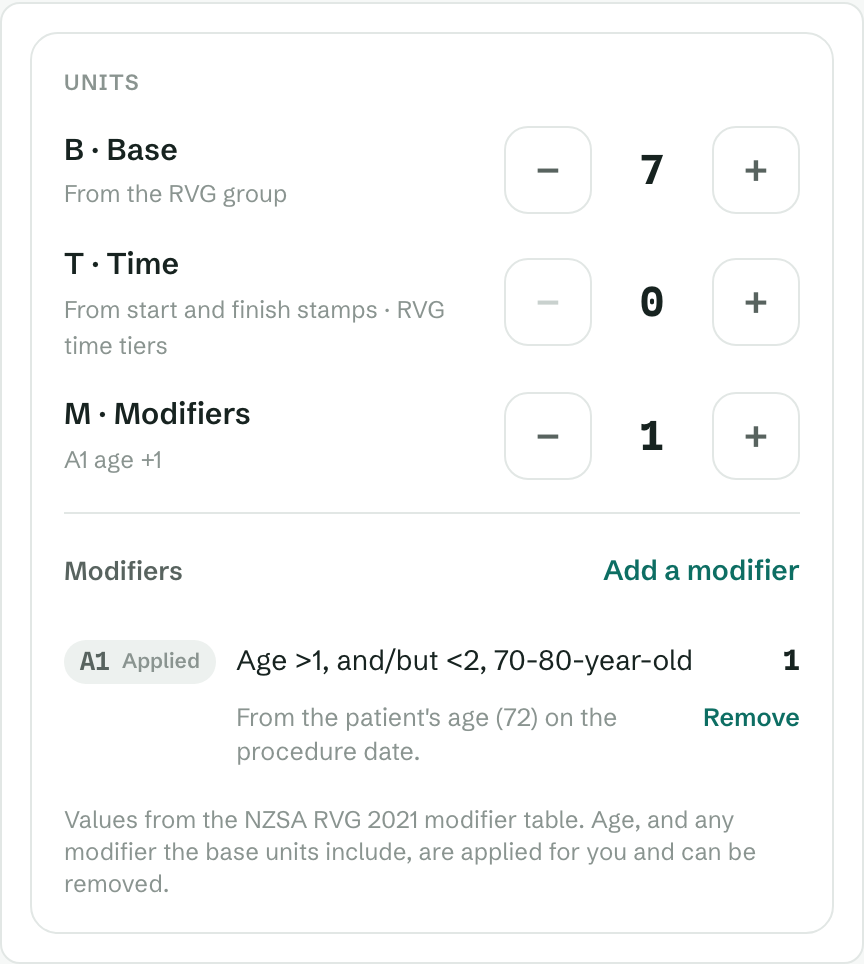 UNITS
B · Base
From the RVG group
− 7 +
T · Time
From start and finish stamps · RVG
time tiers
− 0 +
M · Modifiers
A1 age +1
− 1 +
Modifiers
Add a modifier
A1 Applied
Age >1, and/but <2, 70-80-year-old
1
From the patient's age (72) on the
procedure date.
Remove
Values from the NZSA RVG 2021 modifier table. Age, and any
modifier the base units include, are applied for you and can be
removed.